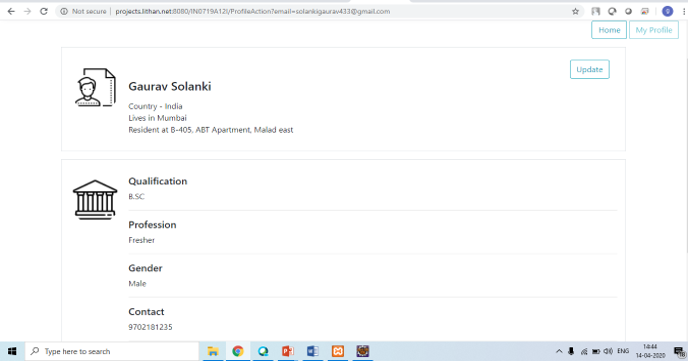 Not secure | projects.lithan.net:6080/IN0719A12I/ProfileAction?email=solankigaurav433@gmail.com
Home
My Profile
Update
Gaurav Solanki
Country - India
Lives in Mumbai
Resident at B-405, ABT Apartment, Malad east
Qualification
B.SC
Profession
Fresher
Gender
Male
Contact
9702181235
Type here to search
ENG
14:44
14-04-2020